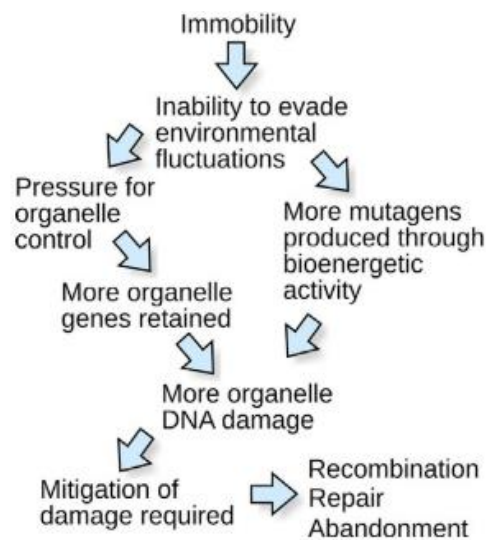 Immobility
Inability to evade
environmental
fluctuations
Pressure for
organelle
control
More mutagens
produced through
bioenergetic
activity
More organelle
genes retained
More organelle
DNA damage
Mitigation of
damage required
Recombination
Repair
Abandonment